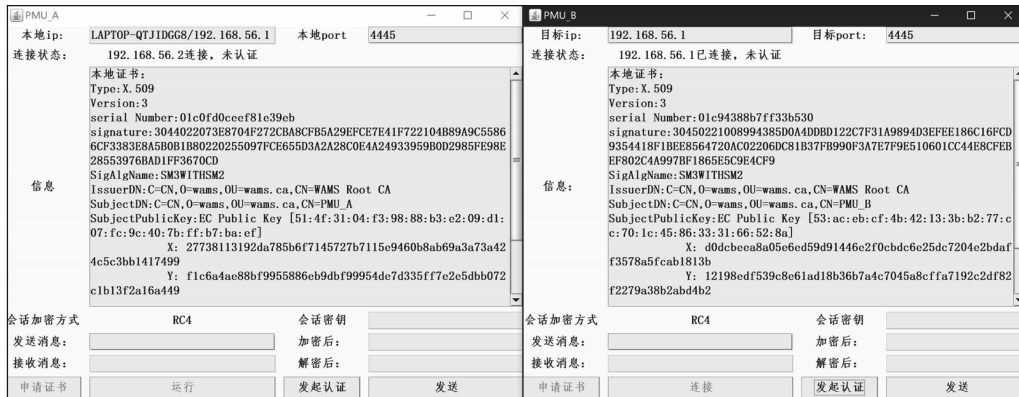 PMU_A
本地ip: LAPTOP-QTJIDGG8/192.168.56.1 本地port 4445
连接状态: 192.168.56.2连接，未认证
信息
本地证书:
Type:X.509
Version:3
serial Number:01c0fd0ceef81e39eb
signature:3044022073E8704F272CBA8CFB5A29EFCE7E41F722104B89A9C5586
6CF3383E8A5B0B1B80220255097FCE655D3A2A28C0E4A24933959B0D2985FE98E
28553976BAD1FF3670CD
SigAlgName:SM3WITHSM2
IssuerDN:C=CN,O=wams,OU=wams.ca,CN=WAMS Root CA
SubjectDN:C=CN,O=wams,OU=wams.ca,CN=PMU_A
SubjectPublicKey:EC Public Key [51:4f:31:04:f3:98:88:b3:e2:09:d1:
07:fc:9c:40:7b:ff:b7:ba:ef]
X: 27738113192da785b6f7145727b7115e9460b8ab69a3a73a42
4c5c3bb1417499
Y: f1c6a4ae88bf9955886eb9dbf99954de7d335ff7e2e5dbb072
c1b13f2a16a449
会话加密方式 RC4 会话密钥
发送消息: 加密后:
接收消息: 解密后:
申请证书 运行 发起认证 发送
PMU_B
目标ip: 192.168.56.1 目标port: 4445
连接状态: 192.168.56.1已连接，未认证
信息:
本地证书:
Type:X.509
Version:3
serial Number:01c94388b7ff33b530
signature:30450221008994385D0A4DDBD122C7F31A9894D3EFEE186C16FCD
9354418F1BEE8564720AC02206DC81B37FB990F3A7E7F9E510601CC44E8CFEB
EF802C4A997BF1865E5C9E4CF9
SigAlgName:SM3WITHSM2
IssuerDN:C=CN,O=wams,OU=wams.ca,CN=WAMS Root CA
SubjectDN:C=CN,O=wams,OU=wams.ca,CN=PMU_B
SubjectPublicKey:EC Public Key [53:ac:eb:cf:4b:42:13:3b:b2:77:c
c:70:1c:45:86:33:31:66:52:8a]
X: d0dcbeea8a05e6ed59d91446e2f0cbdc6e25dc7204e2bdaf
f3578a5fcab1813b
Y: 12198edf539c8e61ad18b36b7a4c7045a8cffa7192c2df82
f2279a38b2abd4b2
会话加密方式 RC4 会话密钥
发送消息: 加密后:
接收消息: 解密后:
申请证书 连接 发起认证 发送